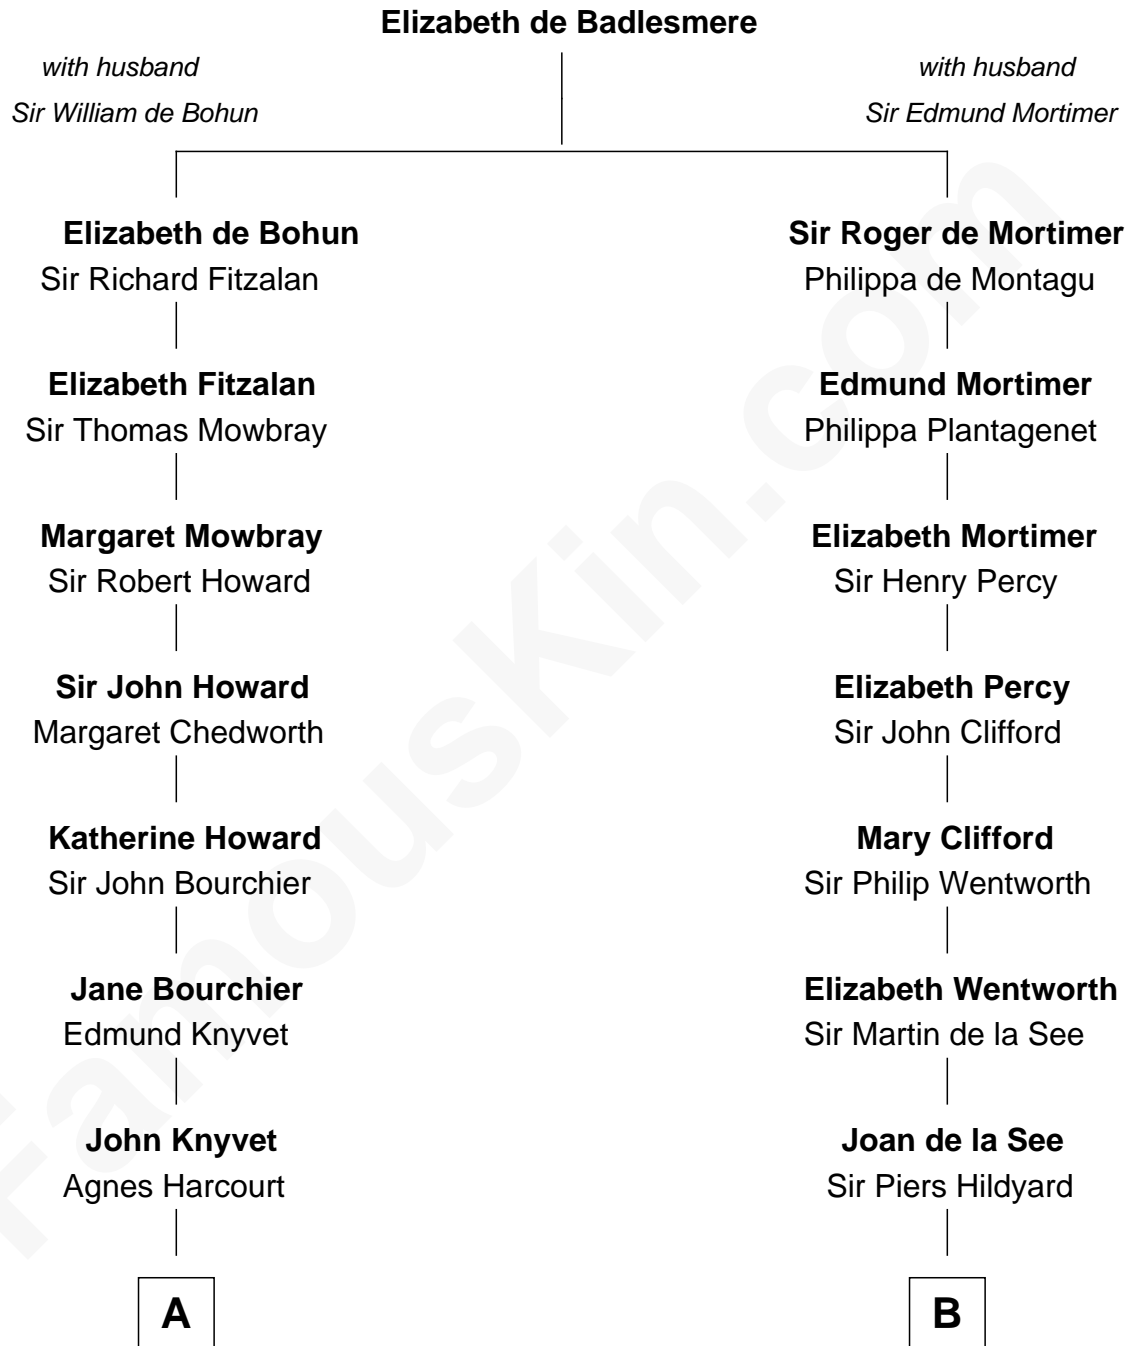 Elizabeth de Badlesmere
with husband
Sir William de Bohun
with husband
Sir Edmund Mortimer
Elizabeth de Bohun
Sir Richard Fitzalan
Sir Roger de Mortimer
Philippa de Montagu
Elizabeth Fitzalan
Sir Thomas Mowbray
Edmund Mortimer
Philippa Plantagenet
Margaret Mowbray
Sir Robert Howard
Elizabeth Mortimer
Sir Henry Percy
Sir John Howard
Margaret Chedworth
Elizabeth Percy
Sir John Clifford
Katherine Howard
Sir John Bourchier
Mary Clifford
Sir Philip Wentworth
Jane Bourchier
Edmund Knyvet
Elizabeth Wentworth
Sir Martin de la See
John Knyvet
Agnes Harcourt
Joan de la See
Sir Piers Hildyard
A
B
FamousKin.com